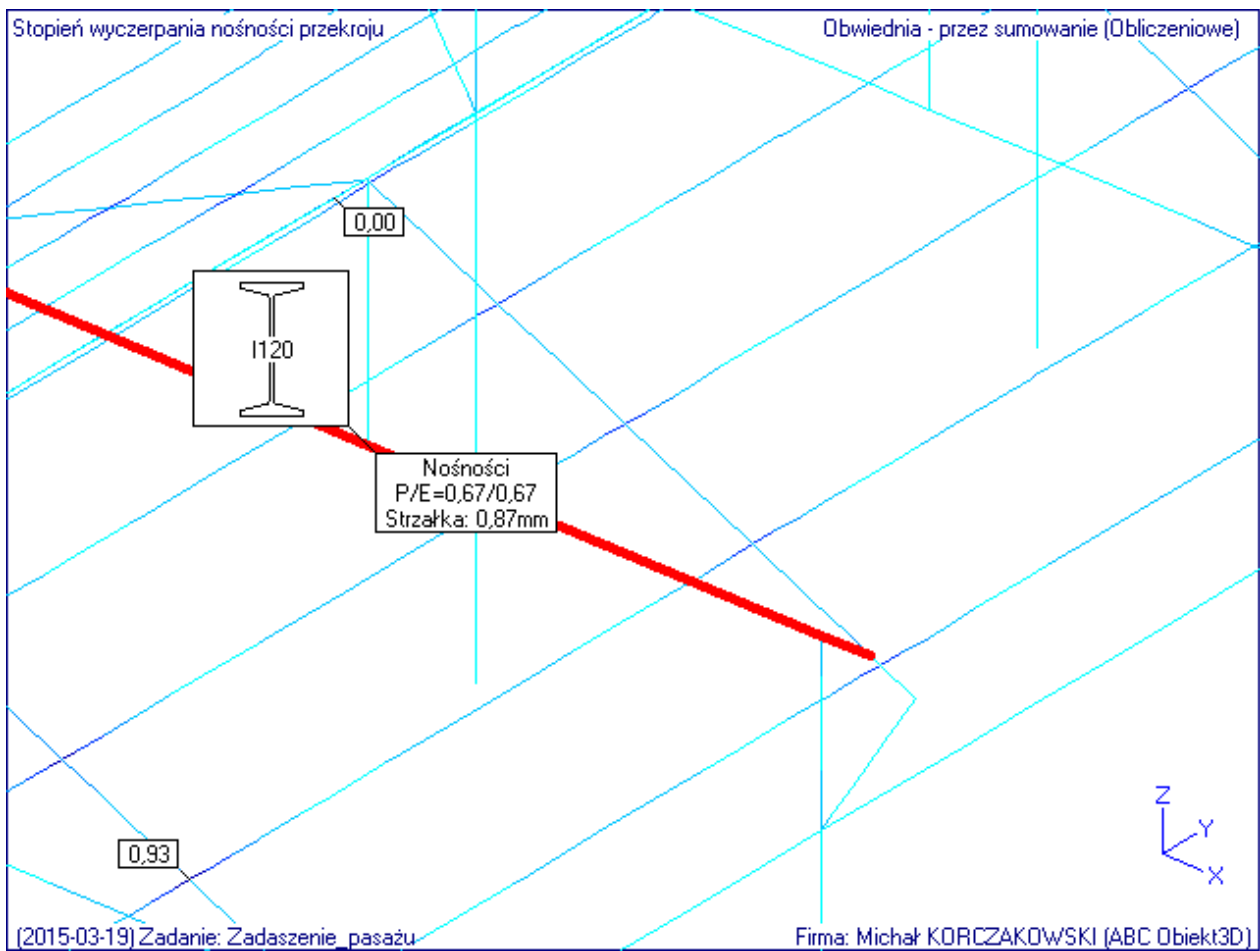 Stopień wyczerpania nośności przekroju
Obwiednia - przez sumowanie (Obliczeniowe)
0,00
I120
Nośności
P/E=0,67/0,67
Strzałka: 0,87mm
0,93
Z
Y
X
(2015-03-19) Zadanie: Zadaszenie_pasażu
Firma: Michał KORCZAKOWSKI (ABC Obiekt3D)